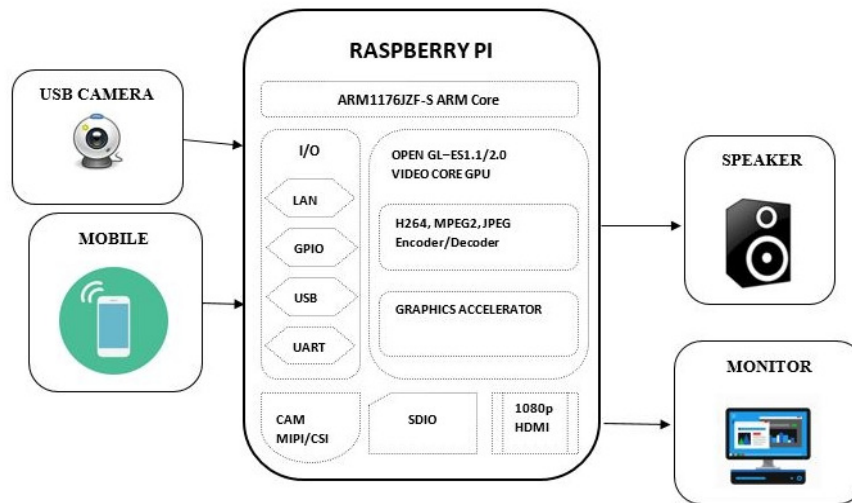 RASPBERRY PI
ARM1176JZF-S ARM Core
USB CAMERA
MOBILE
I/O
LAN
GPIO
USB
UART
OPEN GL–ES1.1/2.0
VIDEO CORE GPU
H264, MPEG2, JPEG
Encoder/Decoder
GRAPHICS ACCELERATOR
CAM
MIPI/CSI
SDIO
1080p
HDMI
SPEAKER
MONITOR